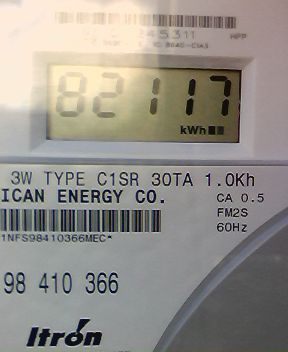 82117
kWh
3W TYPE C1SR 30TA 1.0Kh
ICAN ENERGY CO.
CA 0.5
FM2S
60Hz
1NFS98410366MEC*
98 410 366
Itron